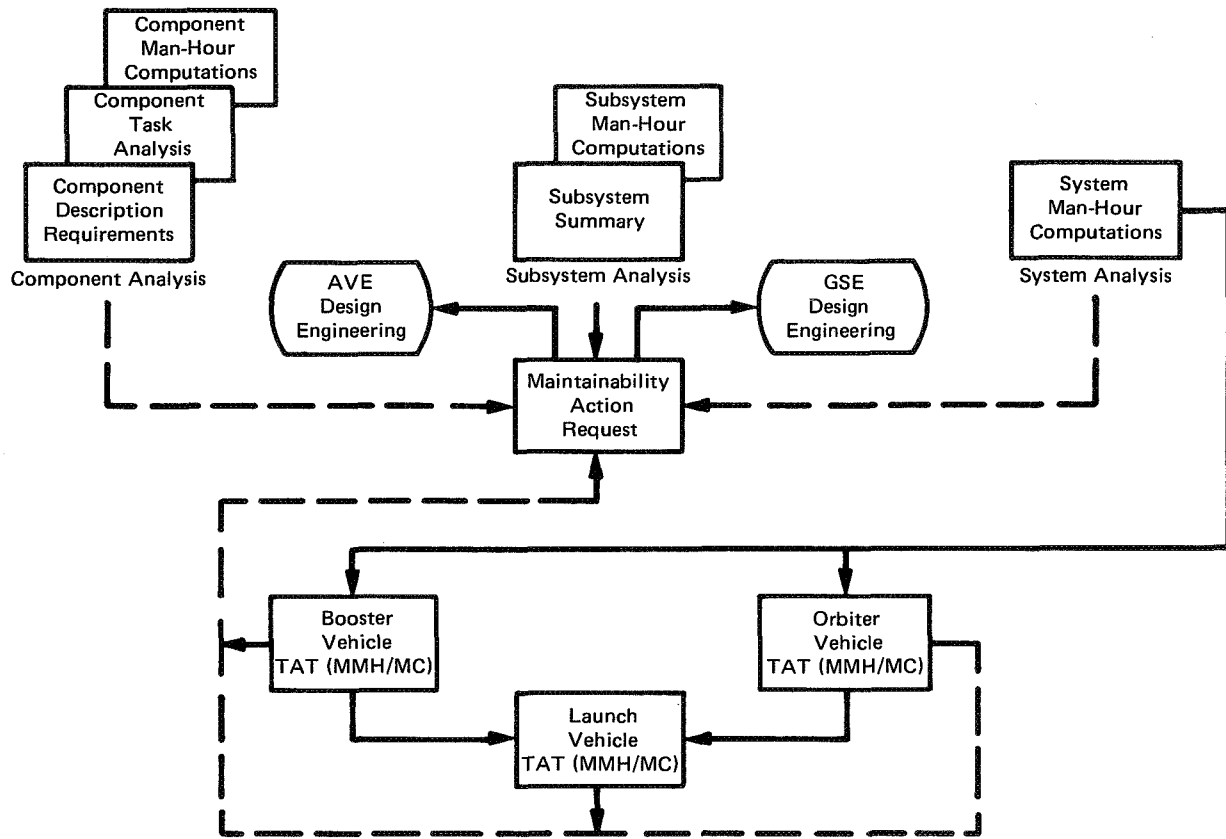 Component
Man-Hour
Computations
Component
Task
Analysis
Component
Description
Requirements
Component Analysis
Subsystem
Man-Hour
Computations
Subsystem
Summary
Subsystem Analysis
System
Man-Hour
Computations
System Analysis
AVE
Design
Engineering
GSE
Design
Engineering
Maintainability
Action
Request
Booster
Vehicle
TAT (MMH/MC)
Orbiter
Vehicle
TAT (MMH/MC)
Launch
Vehicle
TAT (MMH/MC)